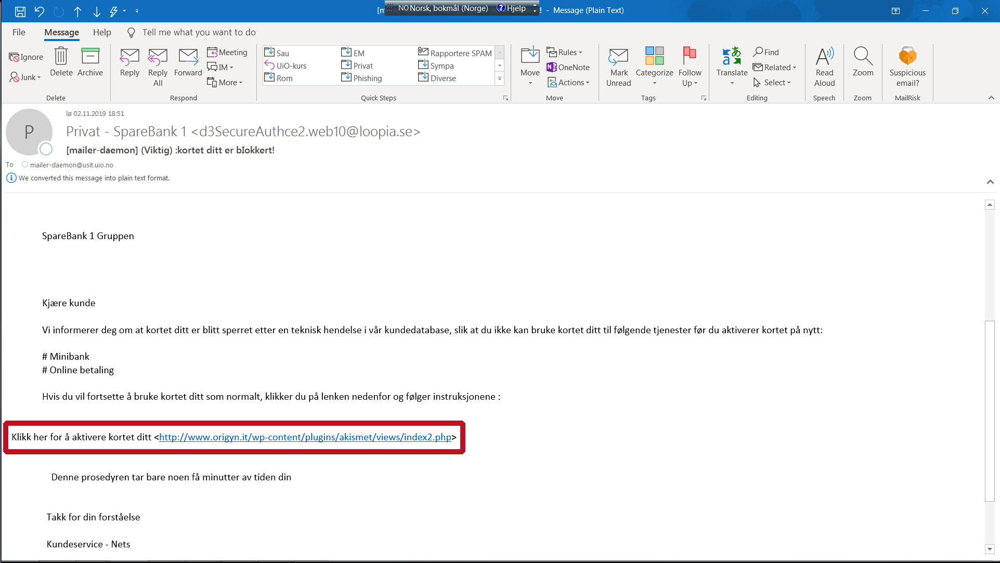 [m
NO Norsk, bokmål (Norge) Hjelp
! - Message (Plain Text)
File Message Help Tell me what you want to do
Ignore
Junk
Delete
Archive
Delete
Reply
Reply All
Forward
Meeting
IM
More
Respond
Sau EM Rapportere SPAM
UiO-kurs Privat Sympa
Rom Phishing Diverse
Quick Steps
Move
Rules
OneNote
Actions
Move
Mark Unread
Categorize
Follow Up
Tags
Translate
Find
Related
Select
Editing
Read Aloud
Speech
Zoom
Zoom
Suspicious email?
MailRisk
P
lø 02.11.2019 18:51
Privat - SpareBank 1 <d3SecureAuthce2.web10@loopia.se>
[mailer-daemon] (Viktig) :kortet ditt er bIokkert!
To mailer-daemon@usit.uio.no
We converted this message into plain text format.
SpareBank 1 Gruppen
Kjære kunde
Vi informerer deg om at kortet ditt er blitt sperret etter en teknisk hendelse i vår kundedatabase, slik at du ikke kan bruke kortet ditt til følgende tjenester før du aktiverer kortet på nytt:
# Minibank
# Online betaling
Hvis du vil fortsette å bruke kortet ditt som normalt, klikker du på lenken nedenfor og følger instruksjonene :
Klikk her for å aktivere kortet ditt <http://www.origyn.it/wp-content/plugins/akismet/views/index2.php>
Denne prosedyren tar bare noen få minutter av tiden din
Takk for din forståelse
Kundeservice - Nets